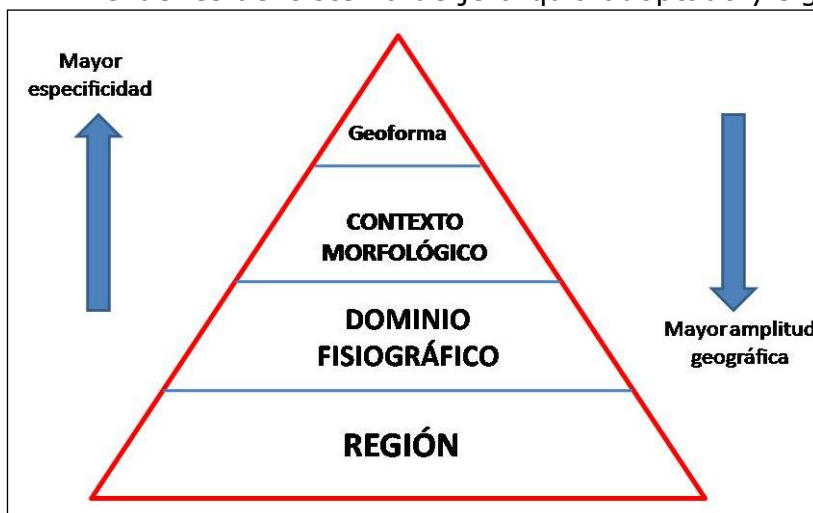 Mayor
especificidad
Geoforma
CONTEXTO
MORFOLÓGICO
DOMINIO
FISIOGRÁFICO
Mayor amplitud
geográfica
REGIÓN